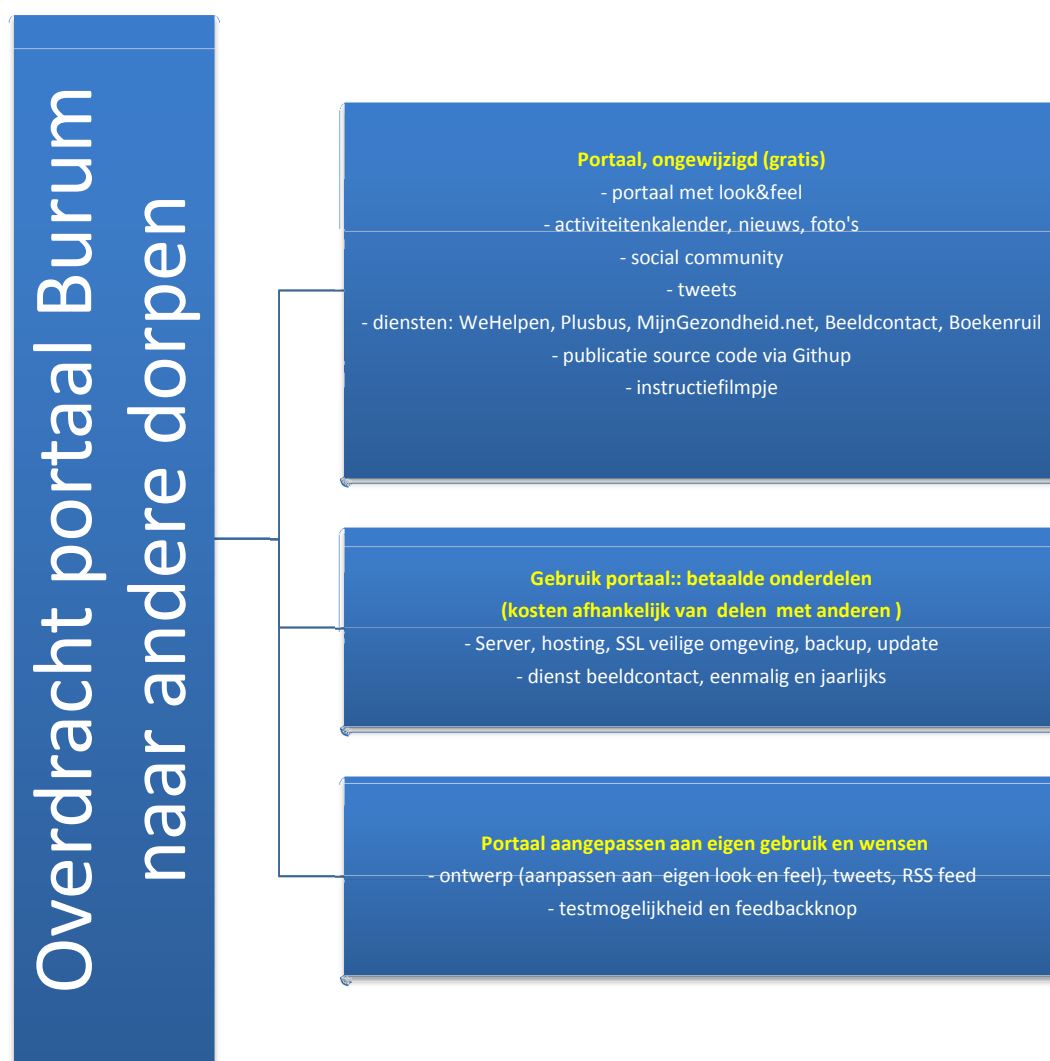 Overdracht portaal Burum
naar andere dorpen
Portaal, ongewijzigd (gratis)
- portaal met look&feel
- activiteitenkalender, nieuws, foto's
- social community
- tweets
- diensten: WeHelpen, Plusbus, MijnGezondheid.net, Beeldcontact, Boekenruil
- publicatie source code via Githup
- instructiefilmpje
Gebruik portaal:: betaalde onderdelen
(kosten afhankelijk van delen met anderen )
- Server, hosting, SSL veilige omgeving, backup, update
- dienst beeldcontact, eenmalig en jaarlijks
Portaal aangepassen aan eigen gebruik en wensen
- ontwerp (aanpassen aan eigen look en feel), tweets, RSS feed
- testmogelijkheid en feedbackknop